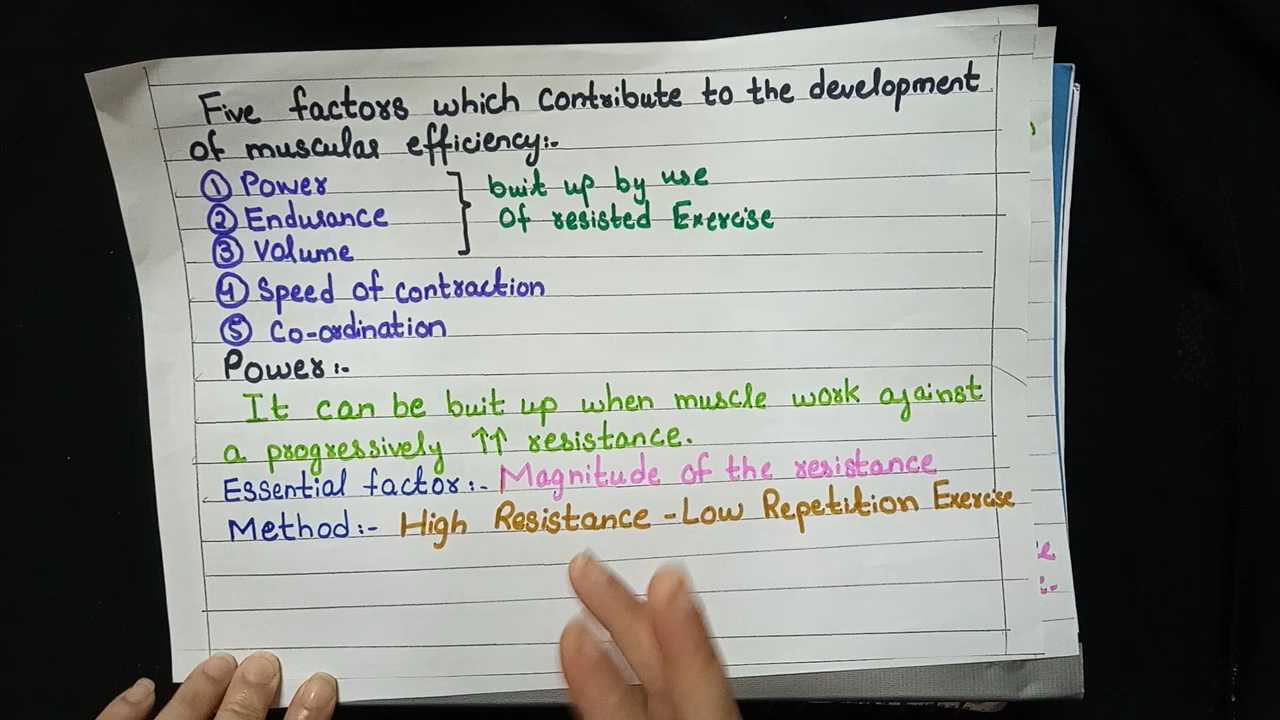 Five factors which contribute to the development
of muscular efficiency:-
① Power
② Endurance
③ Volume
buit up by use
of resisted Exercise
④ Speed of contraction
⑤ Co-ordination
Power:-
It can be buit up when muscle work against
a progressively ↑↑ resistance.
Essential factor:- Magnitude of the resistance
Method:- High Resistance - Low Repetition Exercise